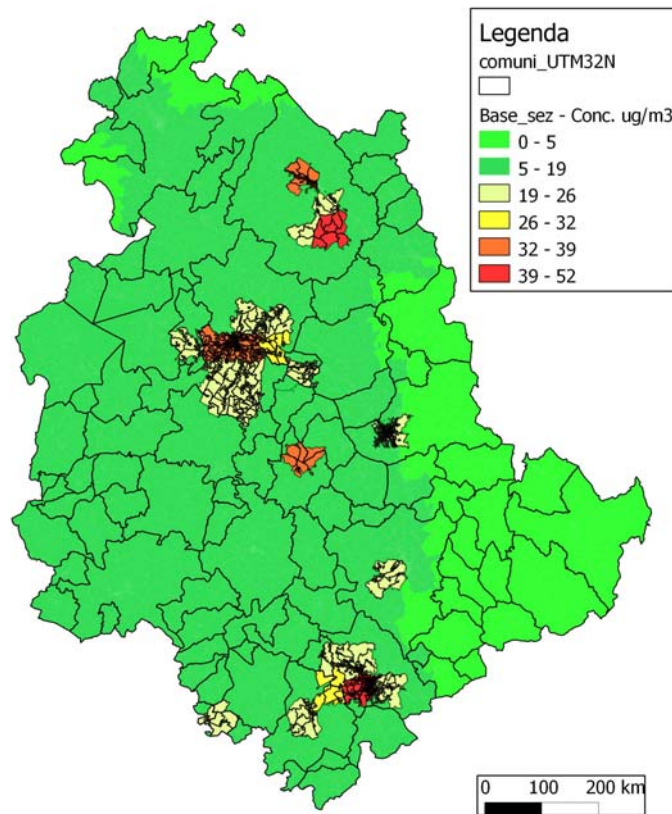 Legenda
comuni_UTM32N
Base_sez - Conc. ug/m3
0 - 5
5 - 19
19 - 26
26 - 32
32 - 39
39 - 52
0 100 200 km